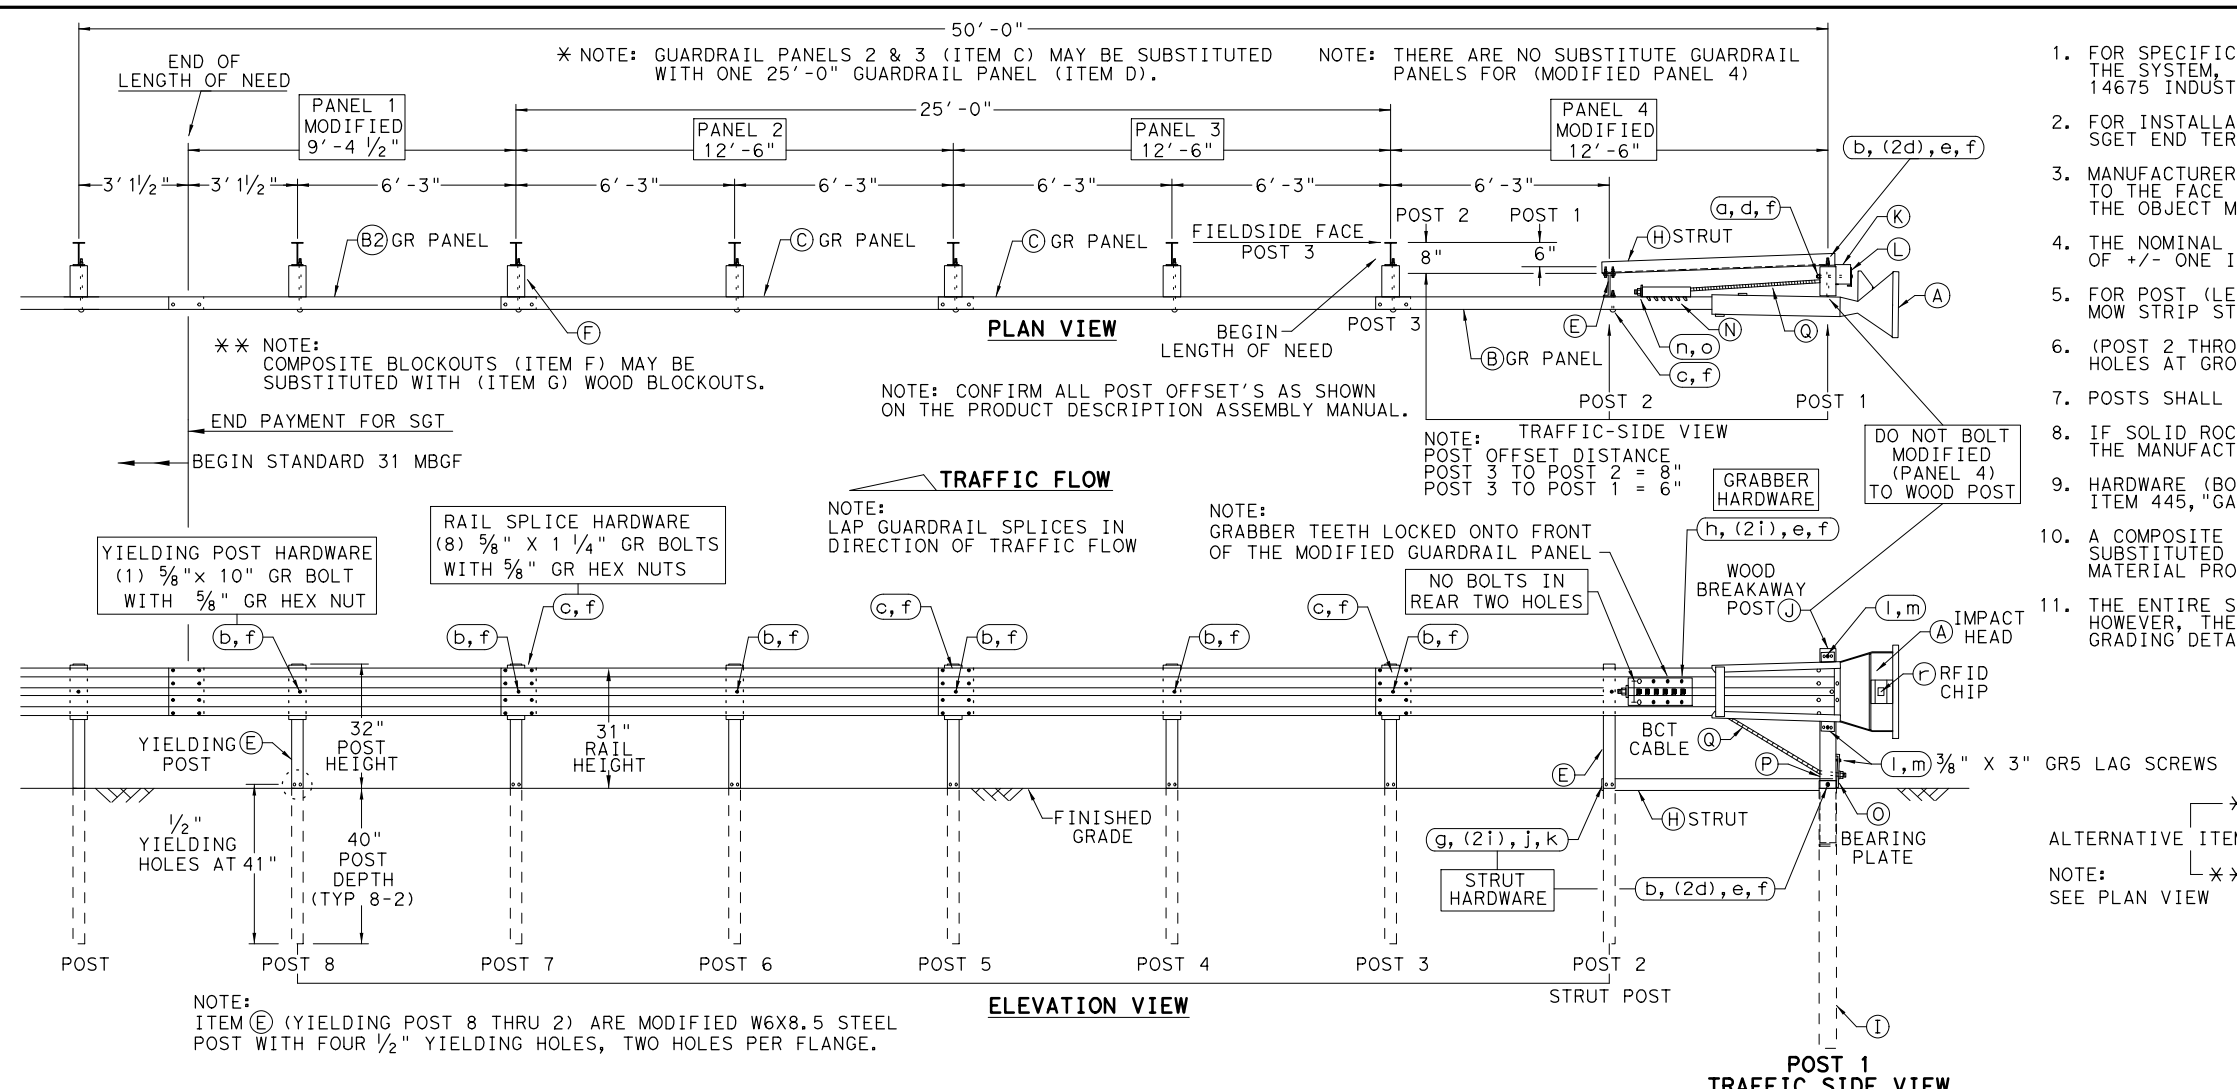 50'-0"
* NOTE: GUARDRAIL PANELS 2 & 3 (ITEM C) MAY BE SUBSTITUTED
WITH ONE 25'-0" GUARDRAIL PANEL (ITEM D).
NOTE: THERE ARE NO SUBSTITUTE GUARDRAIL
PANELS FOR (MODIFIED PANEL 4)
END OF
LENGTH OF NEED
PANEL 1
MODIFIED
9'-4 1/2"
25'-0"
PANEL 2
12'-6"
PANEL 3
12'-6"
PANEL 4
MODIFIED
12'-6"
b, (2d), e, f
3' 1 1/2"
3' 1 1/2"
6'-3"
6'-3"
6'-3"
6'-3"
6'-3"
6'-3"
POST 2
POST 1
a, d, f
K
FIELDSIDE FACE
POST 3
8"
6"
H STRUT
L
B2 GR PANEL
C GR PANEL
C GR PANEL
A
F
PLAN VIEW
BEGIN
LENGTH OF NEED
POST 3
E
N
Q
n, o
B GR PANEL
c, f
** NOTE:
COMPOSITE BLOCKOUTS (ITEM F) MAY BE
SUBSTITUTED WITH (ITEM G) WOOD BLOCKOUTS.
NOTE: CONFIRM ALL POST OFFSET'S AS SHOWN
ON THE PRODUCT DESCRIPTION ASSEMBLY MANUAL.
POST 2
POST 1
TRAFFIC-SIDE VIEW
NOTE:
POST OFFSET DISTANCE
POST 3 TO POST 2 = 8"
POST 3 TO POST 1 = 6"
DO NOT BOLT
MODIFIED
(PANEL 4)
TO WOOD POST
END PAYMENT FOR SGT
BEGIN STANDARD 31 MBGF
TRAFFIC FLOW
NOTE:
LAP GUARDRAIL SPLICES IN
DIRECTION OF TRAFFIC FLOW
NOTE:
GRABBER TEETH LOCKED ONTO FRONT
OF THE MODIFIED GUARDRAIL PANEL
GRABBER
HARDWARE
h, (2i), e, f
YIELDING POST HARDWARE
(1) 5/8"x 10" GR BOLT
WITH 5/8" GR HEX NUT
RAIL SPLICE HARDWARE
(8) 5/8" X 1 1/4" GR BOLTS
WITH 5/8" GR HEX NUTS
NO BOLTS IN
REAR TWO HOLES
WOOD
BREAKAWAY
POST J
l, m
A IMPACT
HEAD
r RFID
CHIP
b, f
c, f
b, f
b, f
c, f
b, f
b, f
c, f
b, f
YIELDING E
POST
32"
POST
HEIGHT
31"
RAIL
HEIGHT
BCT
CABLE
Q
E
P
l, m 3/8" X 3" GR5 LAG SCREWS
1/2"
YIELDING
HOLES AT 41"
40"
POST
DEPTH
(TYP 8-2)
FINISHED
GRADE
g, (2i), j, k
H STRUT
O
BEARING
PLATE
STRUT
HARDWARE
b, (2d), e, f
POST
POST 8
POST 7
POST 6
POST 5
POST 4
POST 3
POST 2
STRUT POST
ELEVATION VIEW
NOTE:
ITEM E (YIELDING POST 8 THRU 2) ARE MODIFIED W6X8.5 STEEL
POST WITH FOUR 1/2" YIELDING HOLES, TWO HOLES PER FLANGE.
I
POST 1
TRAFFIC SIDE VIEW
1. FOR SPECIFIC
THE SYSTEM,
14675 INDUST
2. FOR INSTALLA
SGET END TER
3. MANUFACTURER
TO THE FACE
THE OBJECT M
4. THE NOMINAL
OF +/- ONE I
5. FOR POST (LE
MOW STRIP ST
6. (POST 2 THRO
HOLES AT GRO
7. POSTS SHALL
8. IF SOLID ROC
THE MANUFACT
9. HARDWARE (BO
ITEM 445, "GA
10. A COMPOSITE
SUBSTITUTED
MATERIAL PRO
11. THE ENTIRE S
HOWEVER, THE
GRADING DETA
*
ALTERNATIVE ITEM
NOTE: **
SEE PLAN VIEW